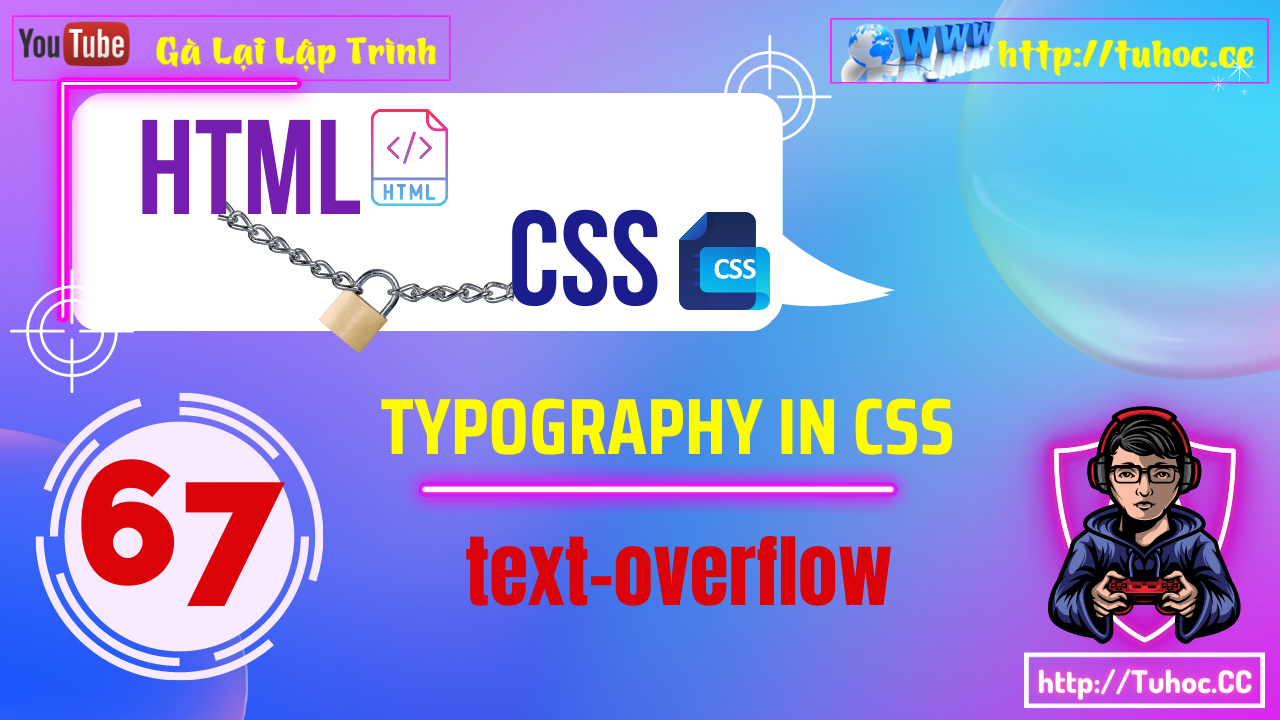 YouTube Gà Lại Lập Trình
WWW http://tuhoc.cc
HTML
HTML
CSS
CSS
67
TYPOGRAPHY IN CSS
text-overflow
http://Tuhoc.CC